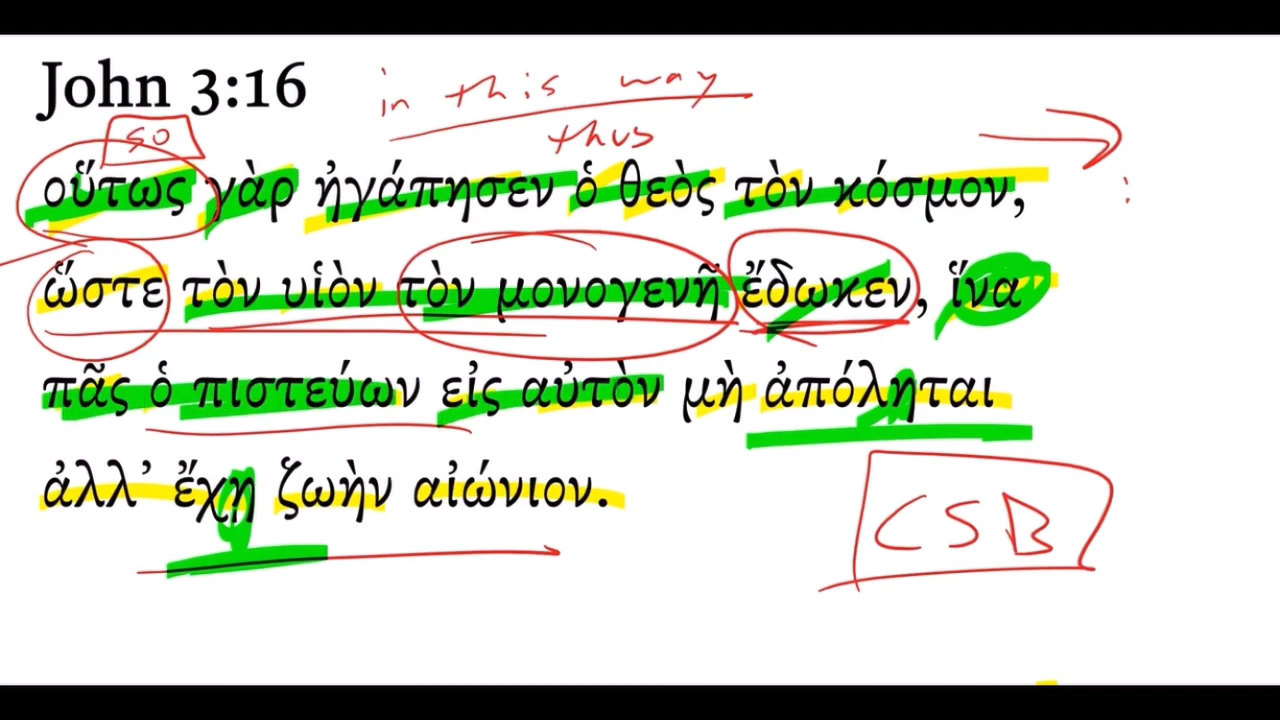 John 3:16
in this way
so
thus
οὕτως γὰρ ἠγάπησεν ὁ θεὸς τὸν κόσμον,
:
ὥστε τὸν υἱὸν τὸν μονογενῆ ἔδωκεν, ἵνα
πᾶς ὁ πιστεύων εἰς αὐτὸν μὴ ἀπόληται
ἀλλ᾽ ἔχῃ ζωὴν αἰώνιον.
CSB